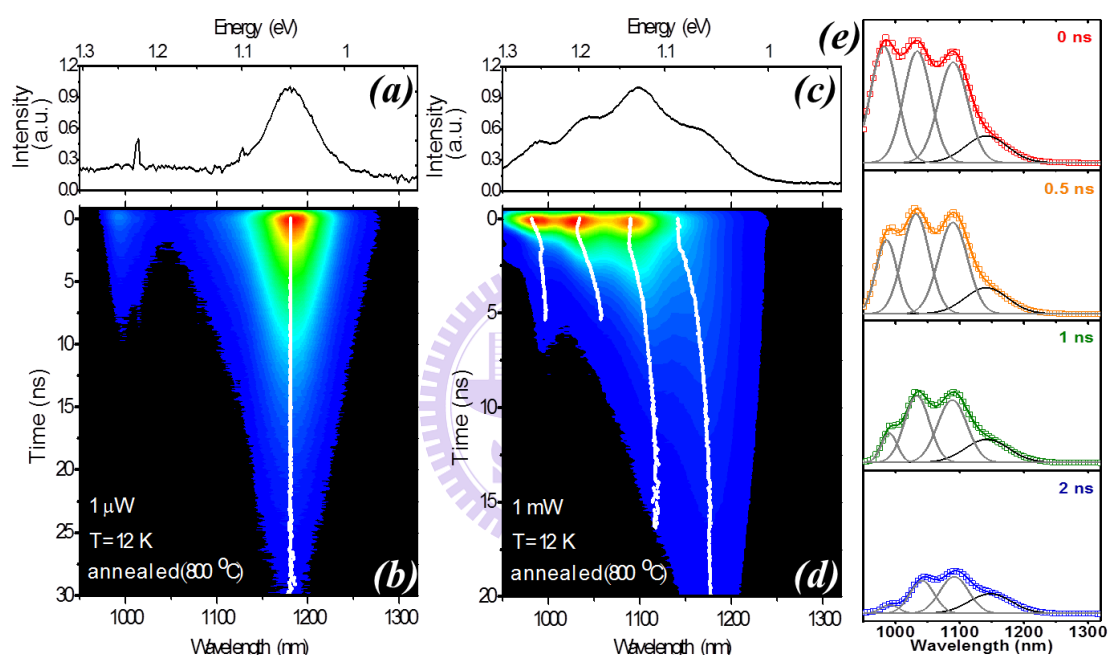 Energy (eV)
1.3 1.2 1.1 1
Intensity (a.u.)
1.2
0.9
0.6
0.3
0.0
(a)
Time (ns)
0
5
10
15
20
25
30
1 μW
T=12 K
annealed(800 ⁰C)
(b)
1000 1100 1200 1300
Wavelength (nm)
Energy (eV)
1.3 1.2 1.1 1
Intensity (a.u.)
1.2
0.9
0.6
0.3
0.0
(c)
Time (ns)
0
5
10
15
20
1 mW
T=12 K
annealed(800 ⁰C)
(d)
1000 1100 1200 1300
Wavelength (nm)
(e)
0 ns
0.5 ns
1 ns
2 ns
1000 1100 1200 1300
Wavelength (nm)